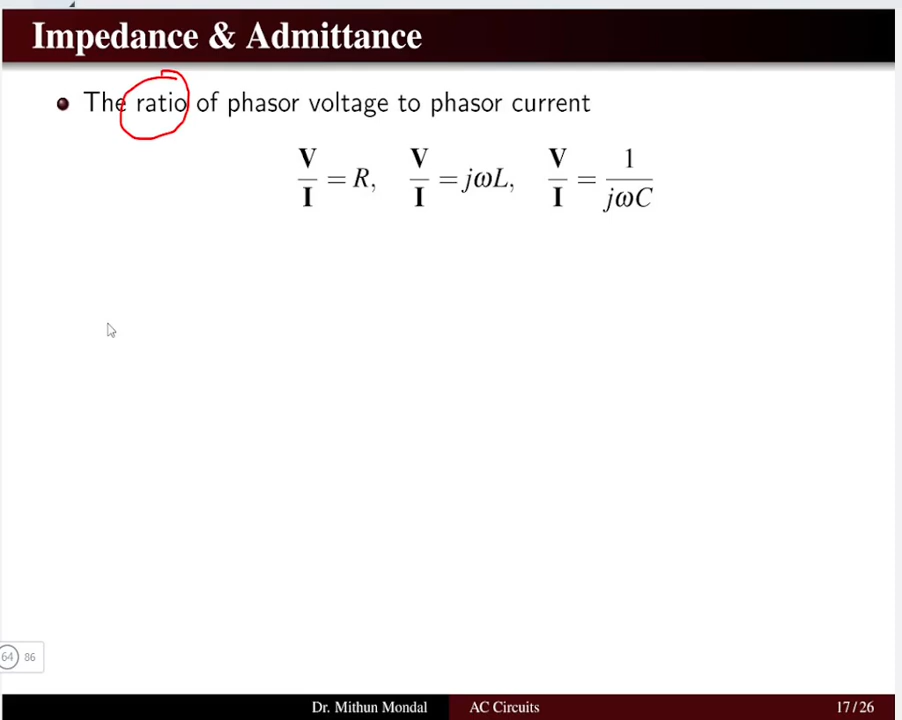 Impedance & Admittance
The ratio of phasor voltage to phasor current
V/I = R, V/I = jωL, V/I = 1/jωC
64 86
Dr. Mithun Mondal AC Circuits 17/26